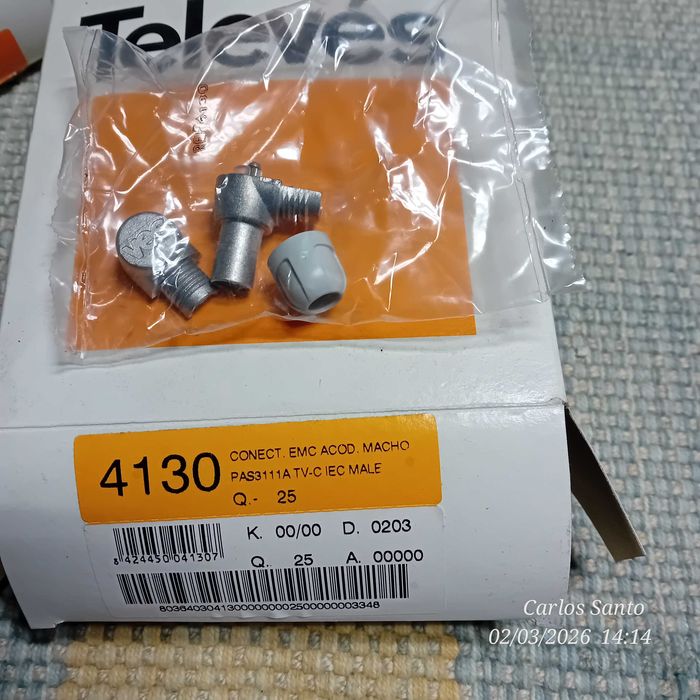 Televés
4130
CONECT. EMC ACOD. MACHO
PAS3111A TV-C IEC MALE
Q.- 25
K. 00/00 D. 0203
Q. 25 A. 00000
8 424450 041307
80364030413000000002500000003348
Carlos Santo
02/03/2026 14:14